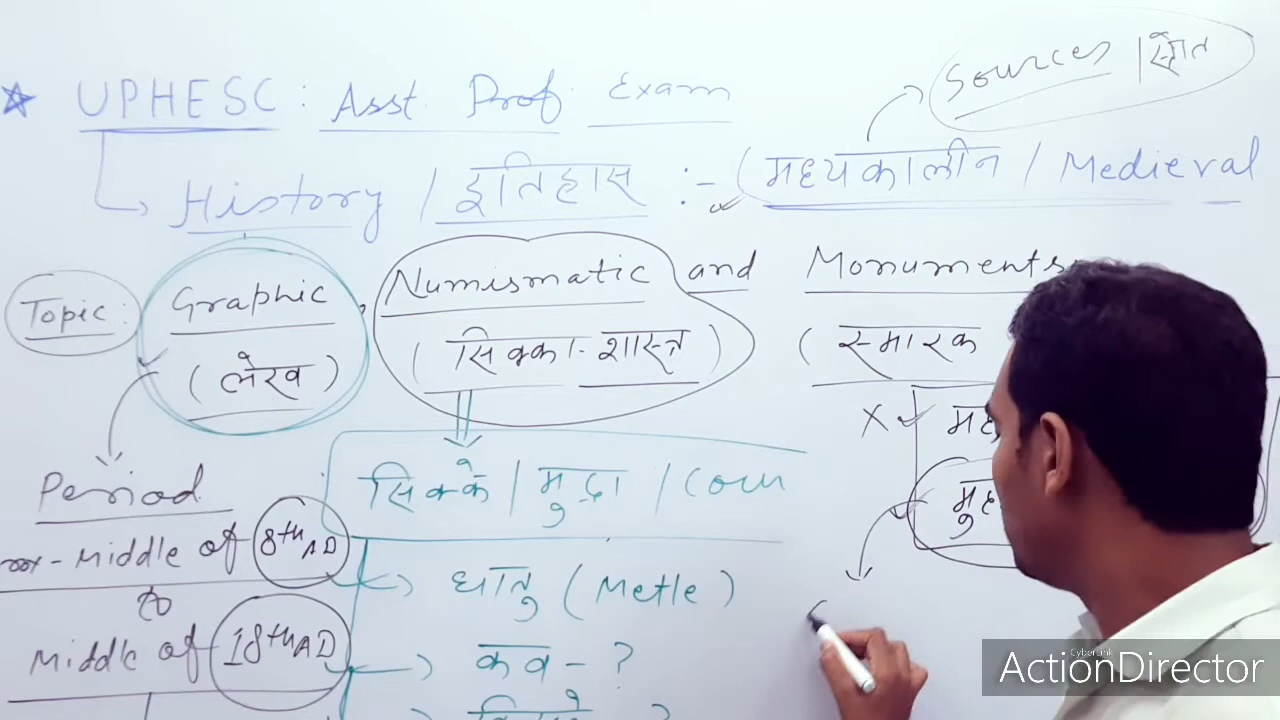 Sources / स्रोत
★ UPHESC : Asst. Prof. Exam
History / इतिहास :- ( मध्यकालीन / Medieval
Topic : Graphic , Numismatic and Monuments
( लेख ) ( सिक्का - शास्त्र ) ( स्मारक
X
Period सिक्के / मुद्रा / Coin
Middle of 8th AD
to धातु ( Metle )
Middle of 18th AD कब - ?
?
CyberLink
ActionDirector